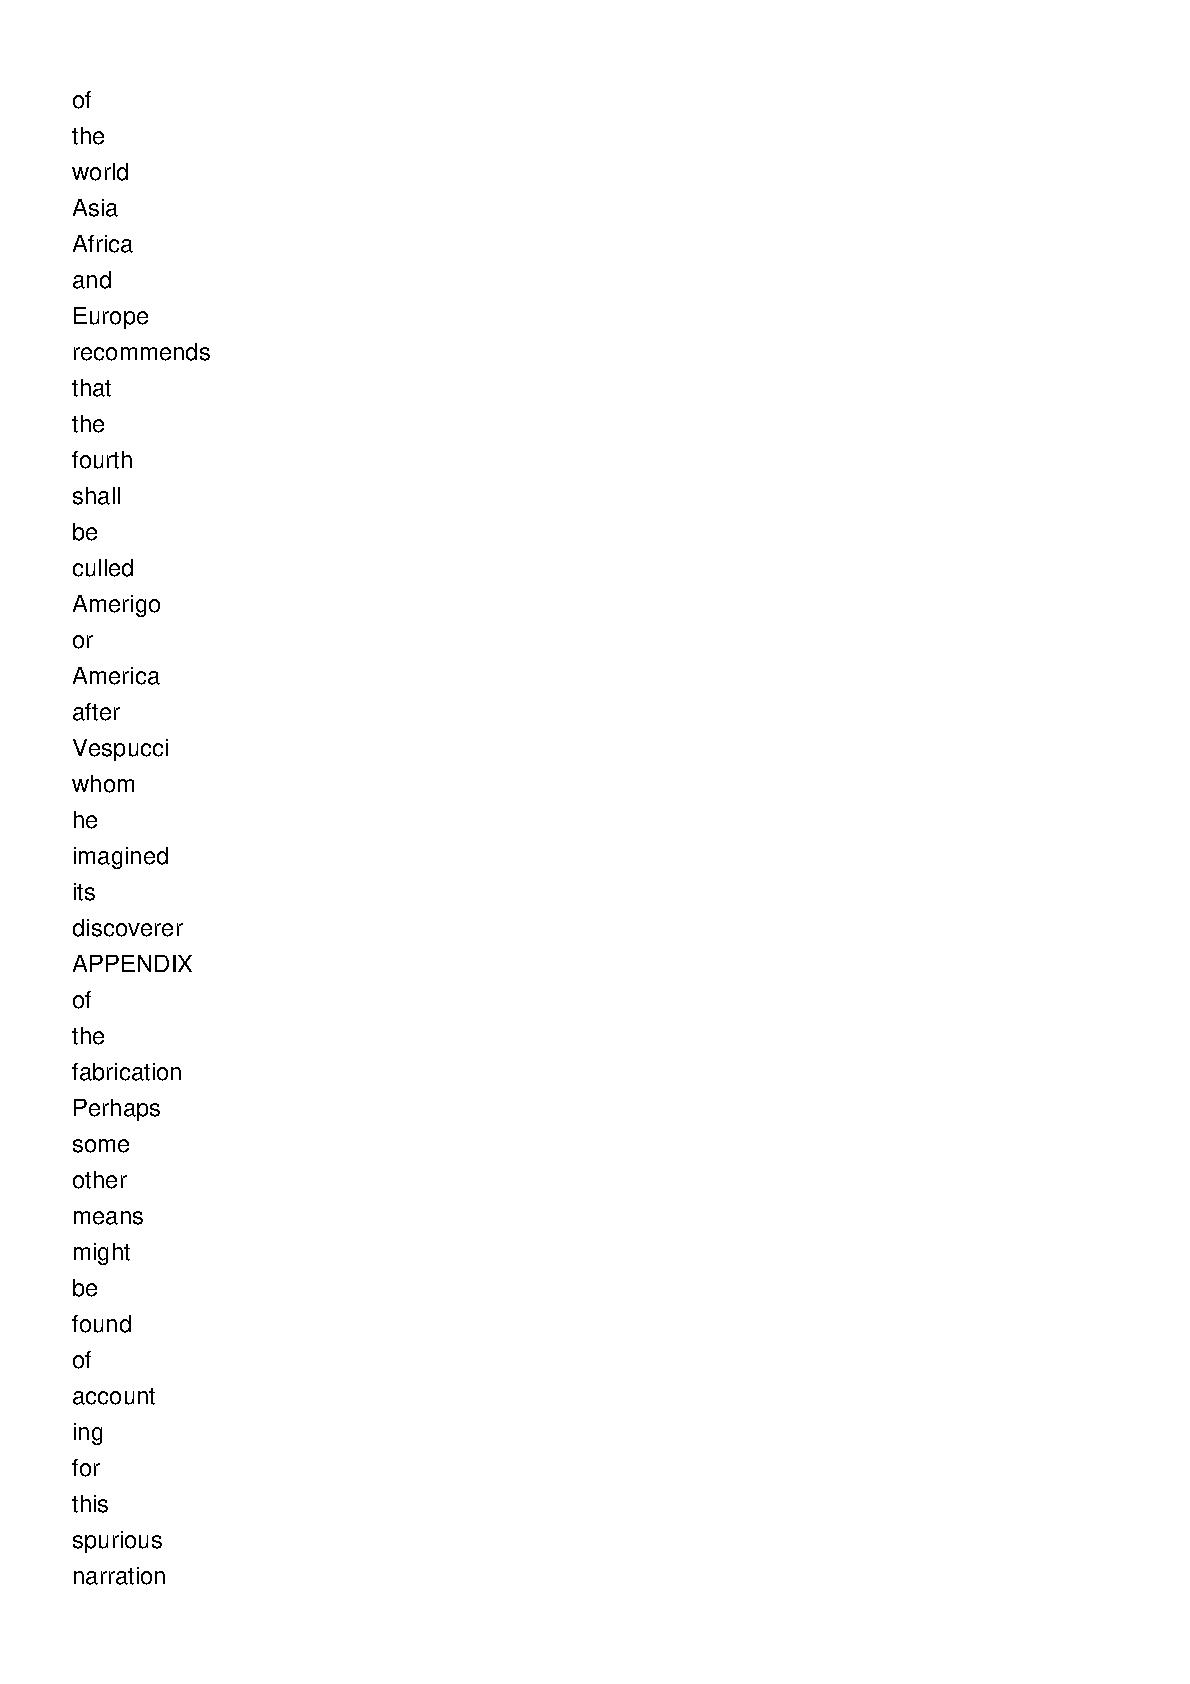 of
the
world
Asia
Africa
and
Europe
recommends
that
the
fourth
shall
be
culled
Amerigo
or
America
after
Vespucci
whom
he
imagined
its
discoverer
APPENDIX
of
the
fabrication
Perhaps
some
other
means
might
be
found
of
account
ing
for
this
spurious
narration